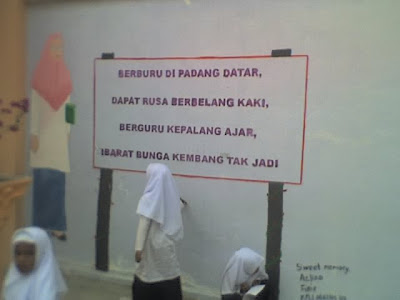 BERBURU DI PADANG DATAR,
DAPAT RUSA BERBELANG KAKI,
BERGURU KEPALANG AJAR,
IBARAT BUNGA KEMBANG TAK JADI
Sweet memory